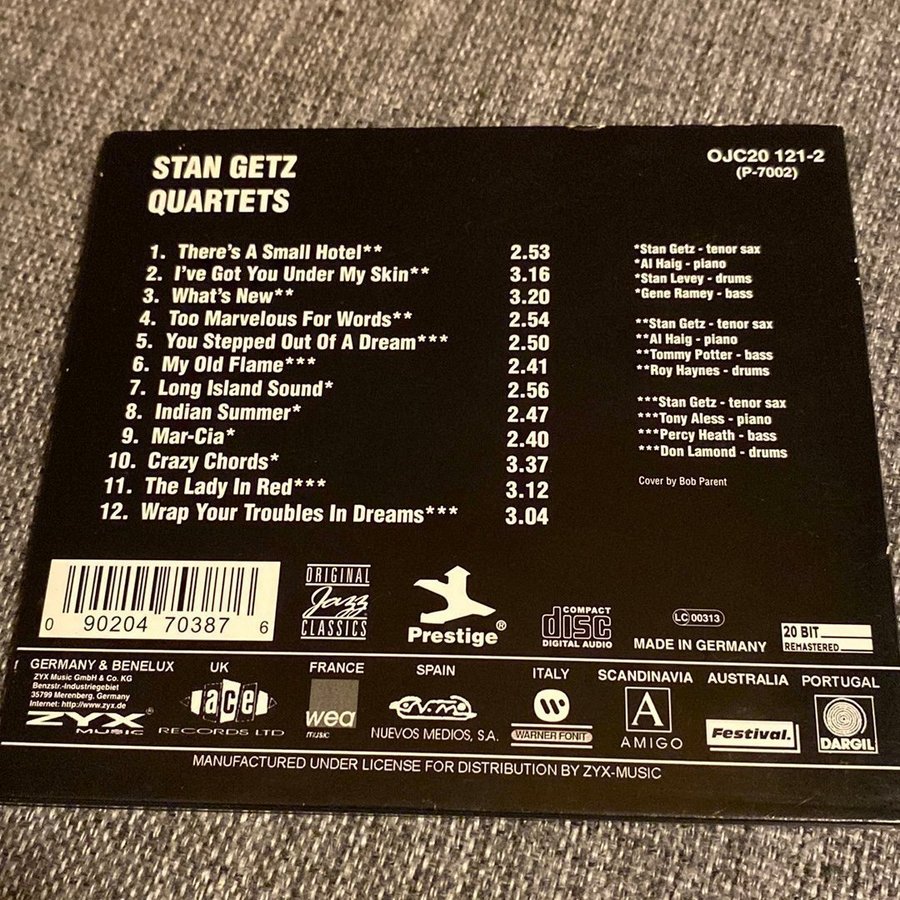 STAN GETZ
QUARTETS
OJC20 121-2
(P-7002)
1. There's A Small Hotel** 2.53
2. I've Got You Under My Skin** 3.16
3. What's New** 3.20
4. Too Marvelous For Words** 2.54
5. You Stepped Out Of A Dream*** 2.50
6. My Old Flame*** 2.41
7. Long Island Sound* 2.56
8. Indian Summer* 2.47
9. Mar-Cia* 2.40
10. Crazy Chords* 3.37
11. The Lady In Red*** 3.12
12. Wrap Your Troubles In Dreams*** 3.04
*Stan Getz - tenor sax
*Al Haig - piano
*Stan Levey - drums
*Gene Ramey - bass
**Stan Getz - tenor sax
**Al Haig - piano
**Tommy Potter - bass
**Roy Haynes - drums
***Stan Getz - tenor sax
***Tony Aless - piano
***Percy Heath - bass
***Don Lamond - drums
Cover by Bob Parent
0 90204 70387 6
ORIGINAL
Jazz
CLASSICS
Prestige®
COMPACT
disc
DIGITAL AUDIO
LC 00313
MADE IN GERMANY
20 BIT
REMASTERED
GERMANY & BENELUX
ZYX Music GmbH & Co. KG
Benzstr.-Industriegebiet
35799 Merenberg, Germany
Internet: http://www.zyx.de
ZYX®
MUSIC
UK
ace
RECORDS LTD
FRANCE
wea
music
SPAIN
N.M.
NUEVOS MEDIOS, S.A.
ITALY
WARNER FONIT
SCANDINAVIA
A
AMIGO
AUSTRALIA
Festival.
PORTUGAL
DARGIL
MANUFACTURED UNDER LICENSE FOR DISTRIBUTION BY ZYX-MUSIC